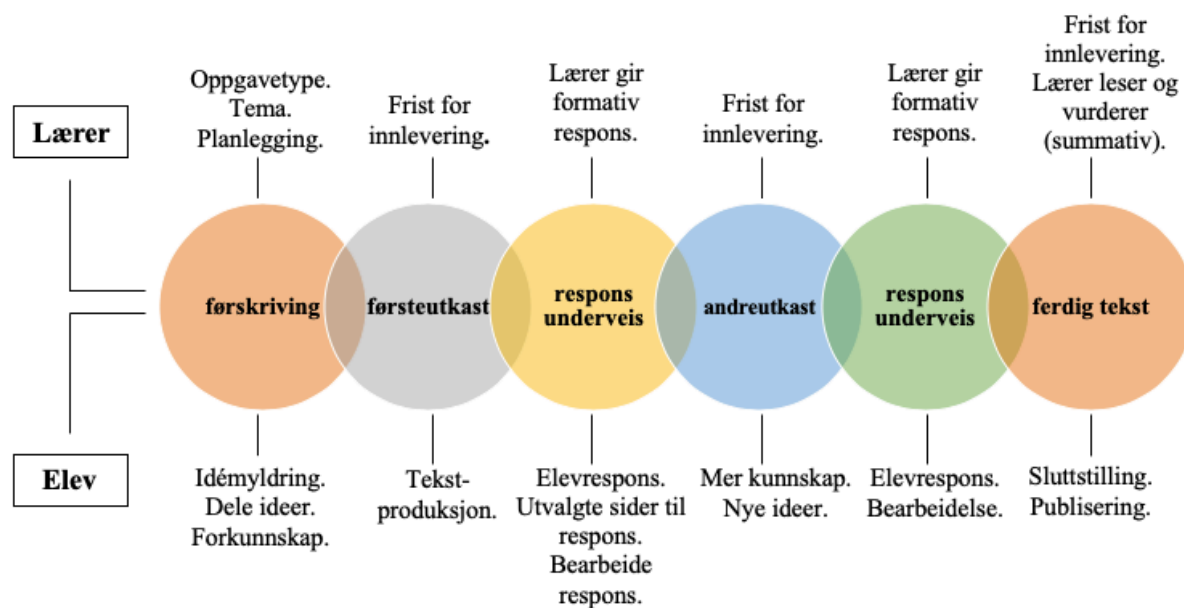 Lærer
Oppgavetype.
Tema.
Planlegging.
Frist for
innlevering.
Lærer gir
formativ
respons.
Frist for
innlevering.
Lærer gir
formativ
respons.
Frist for
innlevering.
Lærer leser og
vurderer
(summativ).
førskriving
førsteutkast
respons
underveis
andreutkast
respons
underveis
ferdig tekst
Elev
Idémyldring.
Dele ideer.
Forkunnskap.
Tekst-
produksjon.
Elevrespons.
Utvalgte sider til
respons.
Bearbeide
respons.
Mer kunnskap.
Nye ideer.
Elevrespons.
Bearbeidelse.
Sluttstilling.
Publisering.